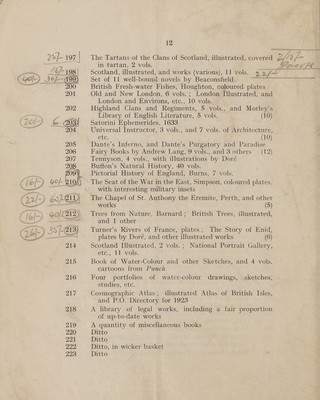 12
25/- 197 The Tartans of the Clans of Scotland, illustrated, covered
in tartan, 2 vols.
198 Scotland, illustrated, and works (various), 11 vols. 22/-
199 Set of 11 well-bound novels by Beaconsfield.
200 British Fresh-water Fishes, Houghton, coloured plates
201 Old and New London, 6 vols. ; London Illustrated, and
London and Environs, etc., 10 vols.
202 Highland Clans and Regiments, 5 vols., and Morley's
Library of English Literature, 5 vols. (10)
203 Satorini Ephemerides, 1633
204 Universal Instructor, 3 vols., and 7 vols. of Architecture,
etc. (10)
205 Dante's Inferno, and Dante's Purgatory and Paradise
206 Fairy Books by Andrew Lang, 9 vols., and 3 others (12)
207 Tennyson, 4 vols., with illustrations by Doré
208 Buffon's Natural History, 40 vols.
209 Pictorial History of England, Burns, 7 vols.
16/- 40/- 210 The Seat of the War in the East, Simpson, coloured plates,
with interesting military insets
22/- 211 The Chapel of St. Anthony the Eremite, Perth, and other
works (5)
16/- 40/- 212 Trees from Nature, Barnard ; British Trees, illustrated,
and 1 other
213 Turner's Rivers of France, plates ; The Story of Enid,
plates by Doré, and other illustrated works (6)
214 Scotland Illustrated, 2 vols. ; National Portrait Gallery,
etc., 11 vols.
215 Book of Water-Colour and other Sketches, and 4 vols.
cartoons from Punch
216 Four portfolios of water-colour drawings, sketches,
studies, etc.
217 Cosmographic Atlas ; illustrated Atlas of British Isles,
and P.O. Directory for 1923
218 A library of legal works, including a fair proportion
of up-to-date works
219 A quantity of miscellaneous books
220 Ditto
221 Ditto
222 Ditto, in wicker basket
223 Ditto